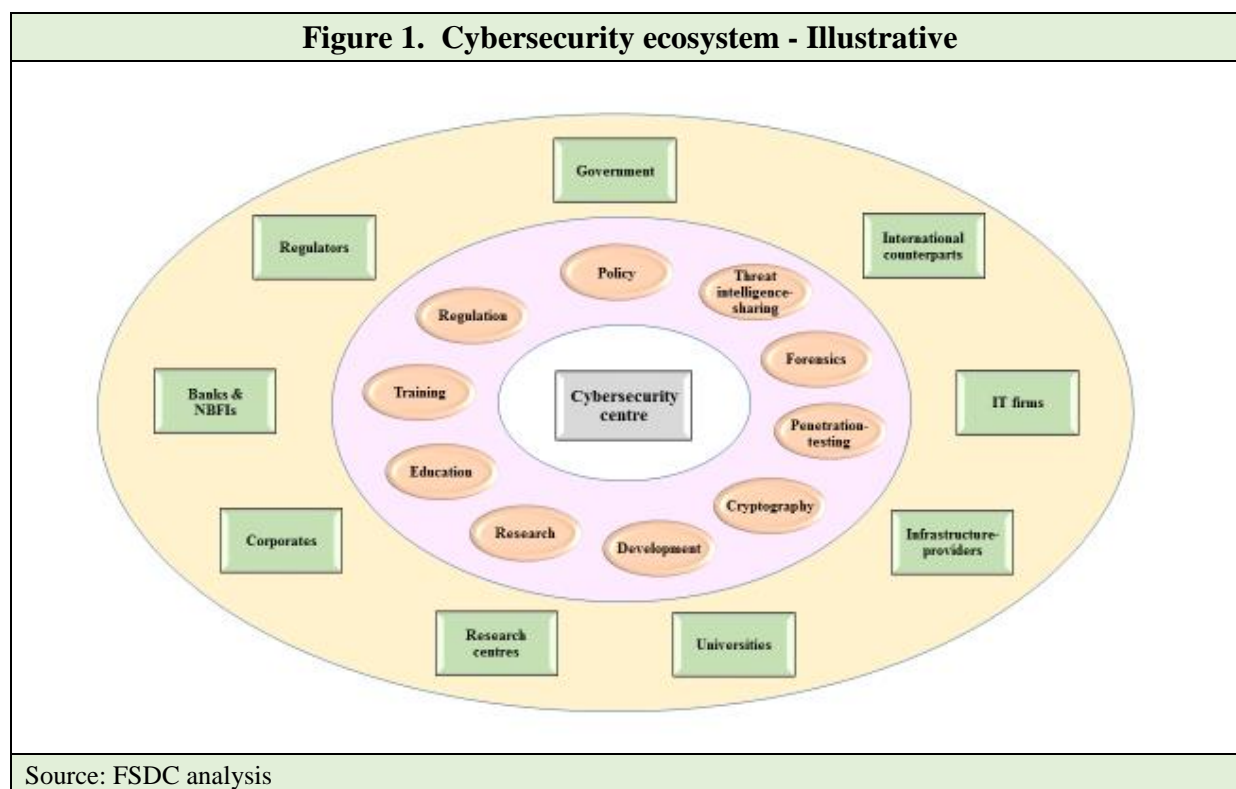 Figure 1. Cybersecurity ecosystem - Illustrative
Government
Regulators
International
counterparts
Policy
Threat
intelligence-
sharing
Regulation
Forensics
Banks &
NBFIs
Training
Cybersecurity
centre
IT firms
Penetration-
testing
Education
Cryptography
Research
Development
Corporates
Infrastructure-
providers
Research
centres
Universities
Source: FSDC analysis